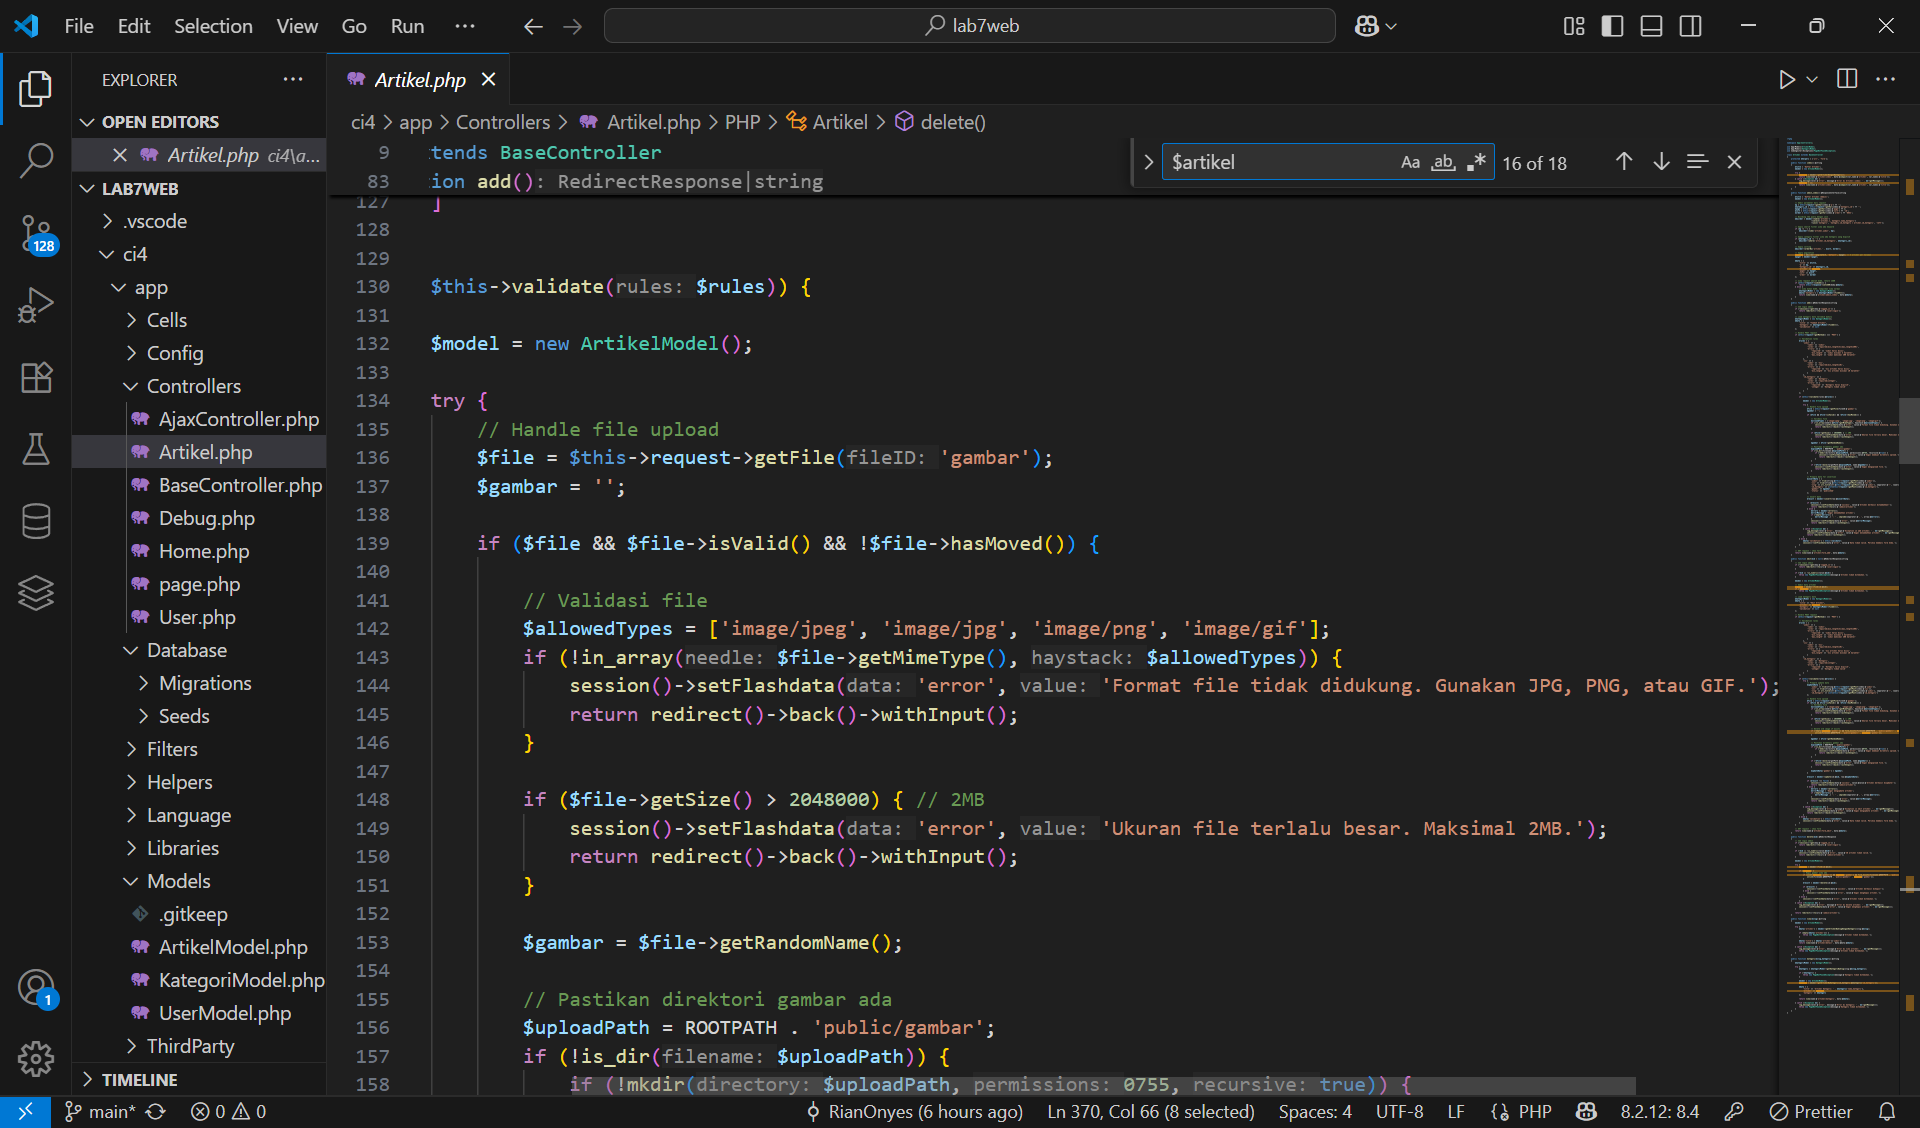 File Edit Selection View Go Run ··· lab7web
EXPLORER
OPEN EDITORS
Artikel.php ci4\a...
LAB7WEB
.vscode
ci4
app
Cells
Config
Controllers
AjaxController.php
Artikel.php
BaseController.php
Debug.php
Home.php
page.php
User.php
Database
Migrations
Seeds
Filters
Helpers
Language
Libraries
Models
.gitkeep
ArtikelModel.php
KategoriModel.php
UserModel.php
ThirdParty
TIMELINE
128
1
Artikel.php
ci4 > app > Controllers > Artikel.php > PHP > Artikel > delete()
$artikel Aa ab 16 of 18
9 tends BaseController
83 ion add(): RedirectResponse|string
127 ]
128
129
130 $this->validate(rules: $rules)) {
131
132 $model = new ArtikelModel();
133
134 try {
135 // Handle file upload
136 $file = $this->request->getFile(fileID: 'gambar');
137 $gambar = '';
138
139 if ($file && $file->isValid() && !$file->hasMoved()) {
140
141 // Validasi file
142 $allowedTypes = ['image/jpeg', 'image/jpg', 'image/png', 'image/gif'];
143 if (!in_array(needle: $file->getMimeType(), haystack: $allowedTypes)) {
144 session()->setFlashdata(data: 'error', value: 'Format file tidak didukung. Gunakan JPG, PNG, atau GIF.');
145 return redirect()->back()->withInput();
146 }
147
148 if ($file->getSize() > 2048000) { // 2MB
149 session()->setFlashdata(data: 'error', value: 'Ukuran file terlalu besar. Maksimal 2MB.');
150 return redirect()->back()->withInput();
151 }
152
153 $gambar = $file->getRandomName();
154
155 // Pastikan direktori gambar ada
156 $uploadPath = ROOTPATH . 'public/gambar';
157 if (!is_dir(filename: $uploadPath)) {
158 if (!mkdir(directory: $uploadPath, permissions: 0755, recursive: true)) {
main* 0 0 RianOnyes (6 hours ago) Ln 370, Col 66 (8 selected) Spaces: 4 UTF-8 LF PHP 8.2.12: 8.4 Prettier